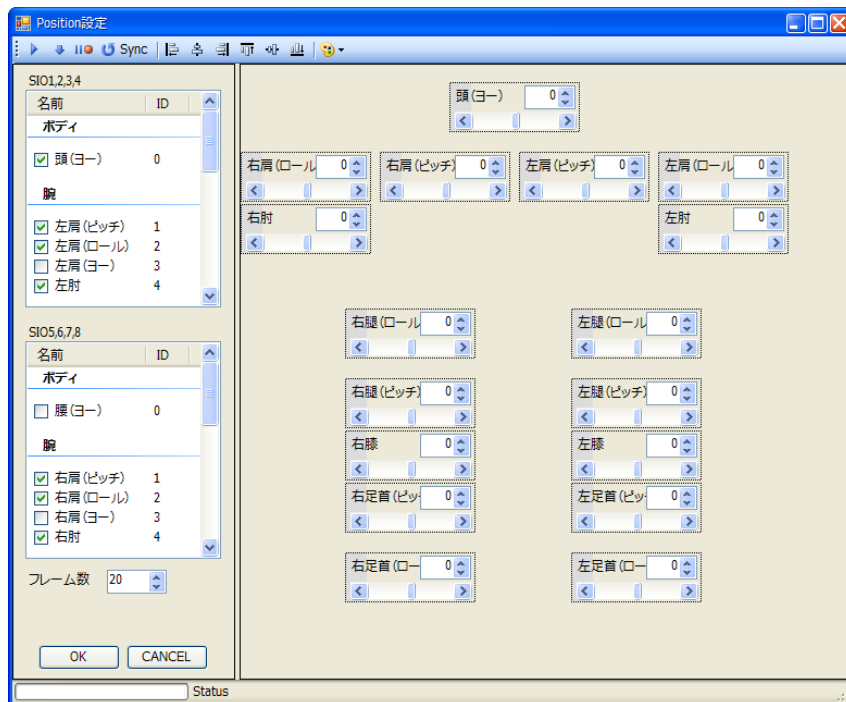 Position設定
Sync
SIO1,2,3,4
名前 ID
ボディ
頭(ヨー) 0
腕
左肩(ピッチ) 1
左肩(ロール) 2
左肩(ヨー) 3
左肘 4
SIO5,6,7,8
名前 ID
ボディ
腰(ヨー) 0
腕
右肩(ピッチ) 1
右肩(ロール) 2
右肩(ヨー) 3
右肘 4
フレーム数 20
OK CANCEL
頭(ヨー) 0
右肩(ロール 0 右肩(ピッチ) 0 左肩(ピッチ) 0 左肩(ロール 0
右肘 0 左肘 0
右腿(ロール 0 左腿(ロール 0
右腿(ピッチ) 0 左腿(ピッチ) 0
右膝 0 左膝 0
右足首(ピッ 0 左足首(ピッ 0
右足首(ロー 0 左足首(ロー 0
Status